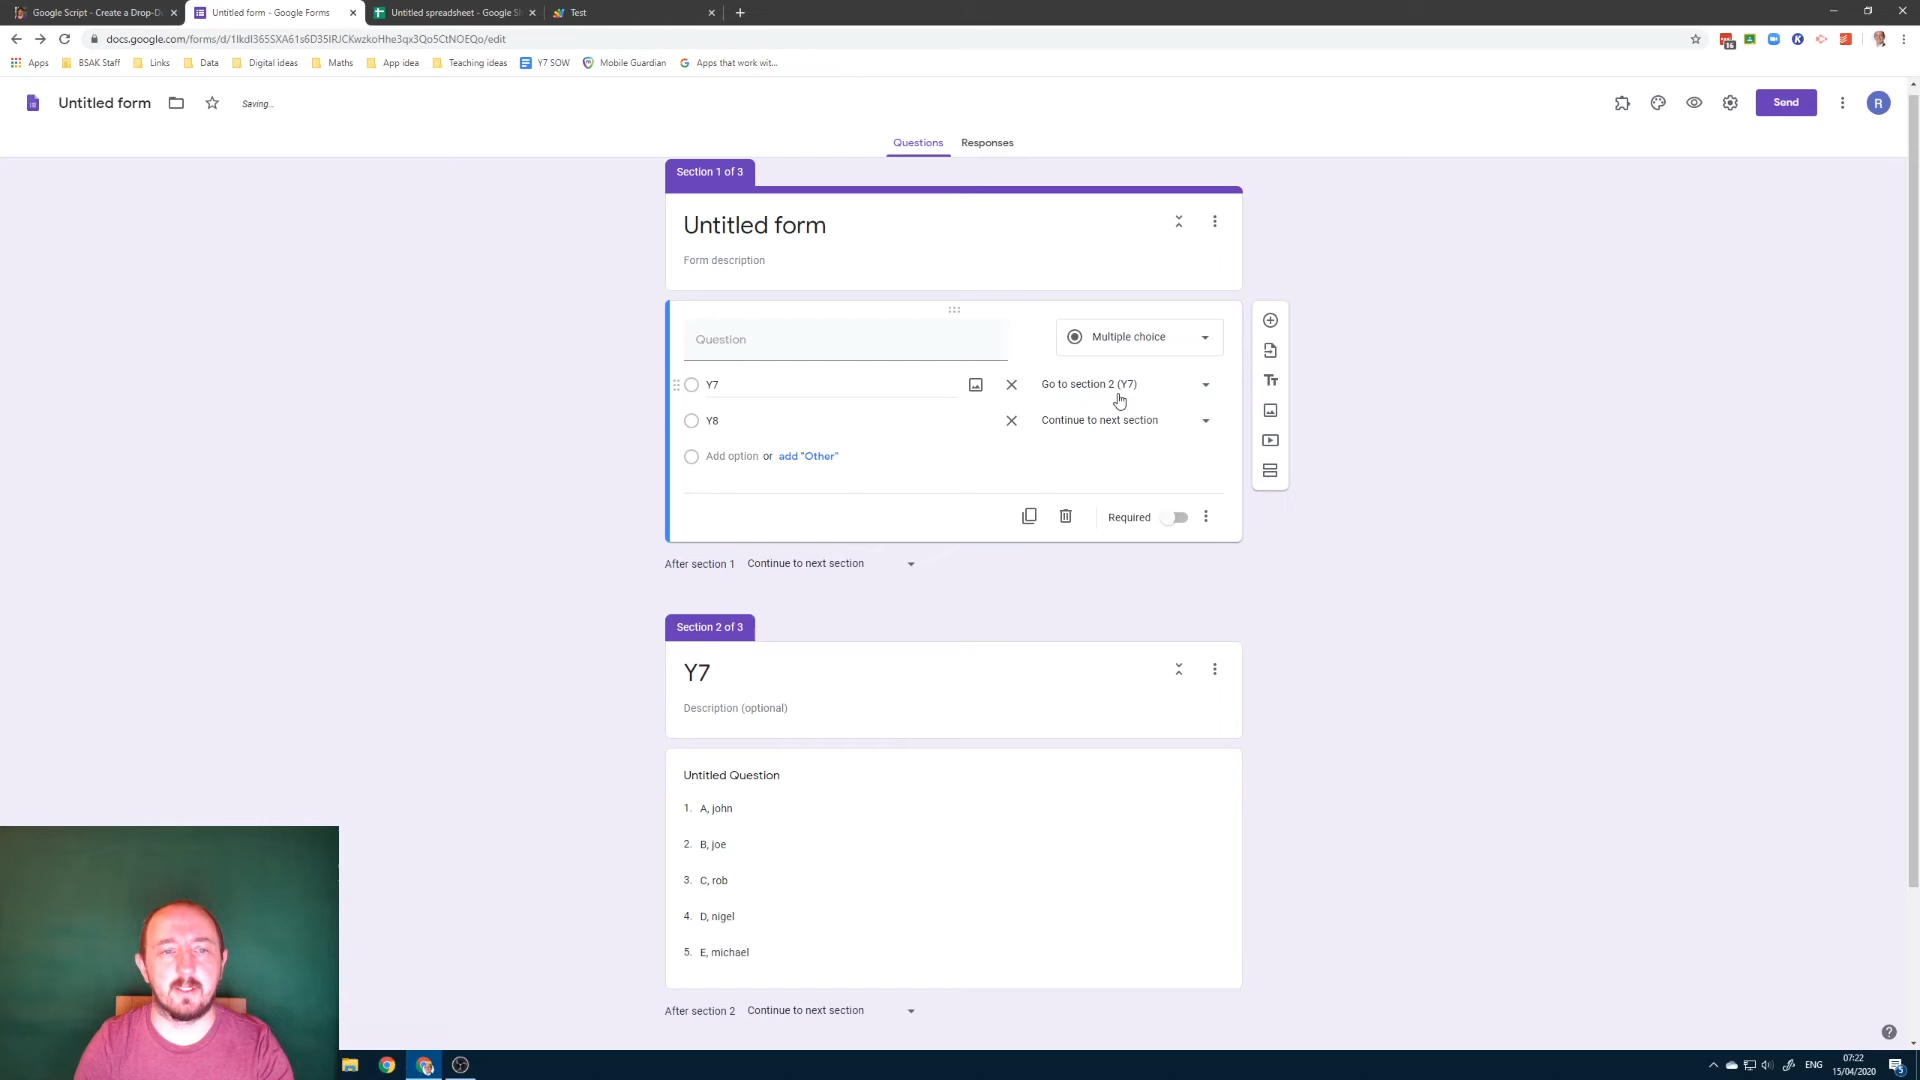 Google Script - Create a Drop-D
Untitled form - Google Forms
Untitled spreadsheet - Google Sh
Test
docs.google.com/forms/d/1lkdI365SXA61s6D35IRJCKwzkoHhe3qx3Qo5CtNOEQo/edit
Apps
BSAK Staff
Links
Data
Digital ideas
Maths
App idea
Teaching ideas
Y7 SOW
Mobile Guardian
Apps that work wit...
Untitled form
Saving...
Send
R
Questions
Responses
Section 1 of 3
Untitled form
Form description
Question
Multiple choice
Y7
Go to section 2 (Y7)
Y8
Continue to next section
Add option or add "Other"
Required
After section 1 Continue to next section
Section 2 of 3
Y7
Description (optional)
Untitled Question
1. A, john
2. B, joe
3. C, rob
4. D, nigel
5. E, michael
After section 2 Continue to next section
ENG
07:22
15/04/2020